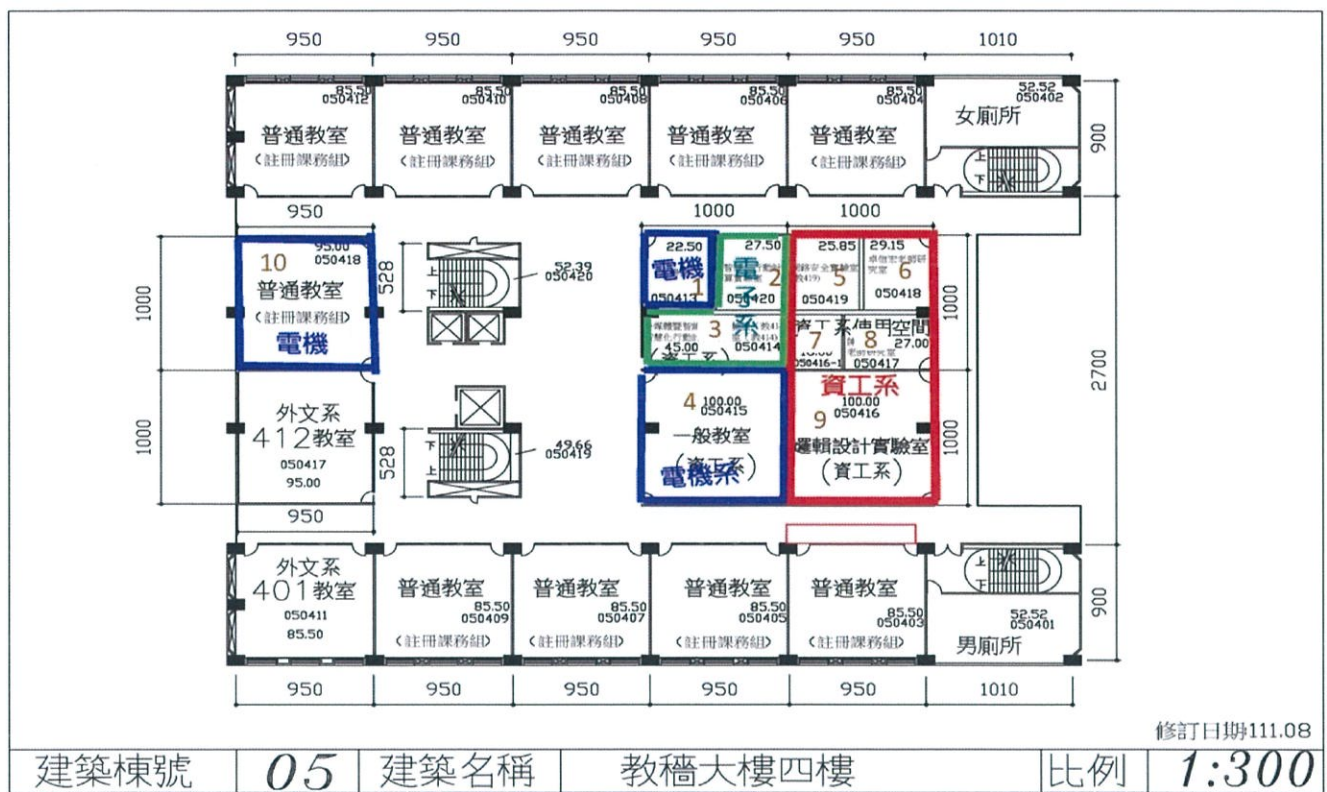 950 950 950 950 950 1010
85.50 85.50 85.50 85.50 85.50 52.52
050412 050410 050408 050406 050404 050402
普通教室 普通教室 普通教室 普通教室 普通教室 女廁所
(註冊課務組) (註冊課務組) (註冊課務組) (註冊課務組) (註冊課務組)
上
下
900
950 1000 1000
95.00
050418
10
普通教室
(註冊課務組)
電機
1000
528
上
下
52.39
050420
22.50
電機
1
050413
27.50
電子系
2
050420
3
45.00
050414
(資工系)
4
100.00
050415
一般教室
(資工系)
電機系
25.85
5
050419
29.15
6
050418
資工系使用空間
7
050416-1
8
27.00
050417
資工系
100.00
050416
9
邏輯設計實驗室
(資工系)
1000
1000
2700
外文系
412教室
050417
95.00
1000
528
950
下
上
49.66
050419
外文系
401教室
050411
85.50
普通教室 普通教室 普通教室 普通教室
85.50 85.50 85.50 85.50
050409 050407 050405 050403
(註冊課務組) (註冊課務組) (註冊課務組) (註冊課務組)
上
下
52.52
050401
男廁所
900
950 950 950 950 950 1010
修訂日期111.08
建築棟號 05 建築名稱 教穡大樓四樓 比例 1:300